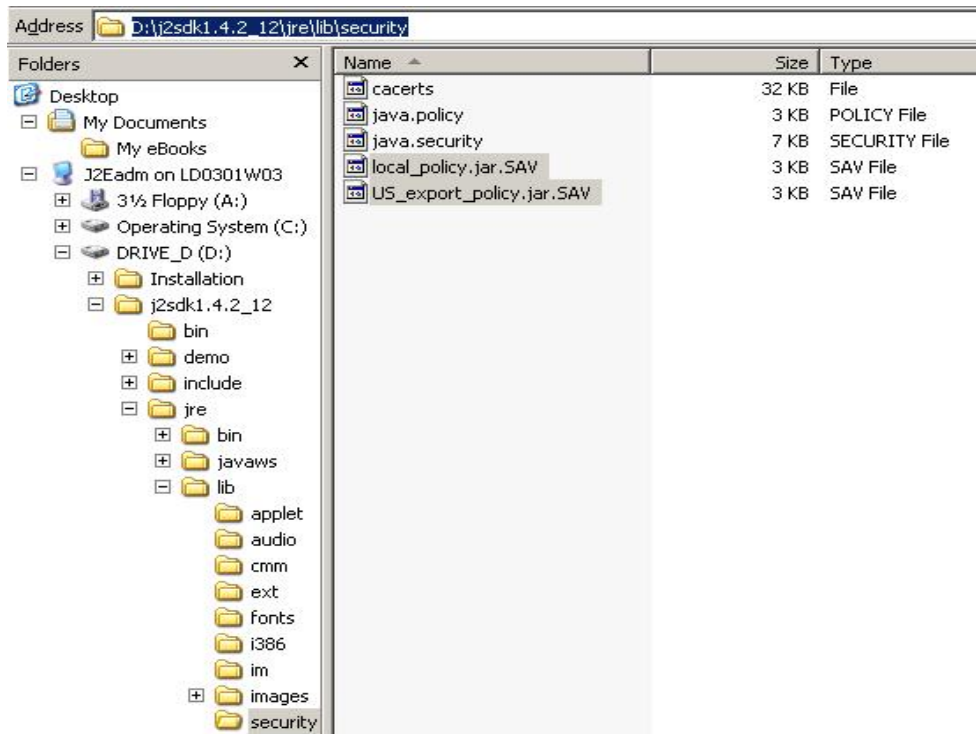 Address D:\j2sdk1.4.2_12\jre\lib\security
Folders
Desktop
My Documents
My eBooks
J2Eadm on LD0301W03
3½ Floppy (A:)
Operating System (C:)
DRIVE_D (D:)
Installation
j2sdk1.4.2_12
bin
demo
include
jre
bin
javaws
lib
applet
audio
cmm
ext
fonts
i386
im
images
security
Name Size Type
cacerts 32 KB File
java.policy 3 KB POLICY File
java.security 7 KB SECURITY File
local_policy.jar.SAV 3 KB SAV File
US_export_policy.jar.SAV 3 KB SAV File